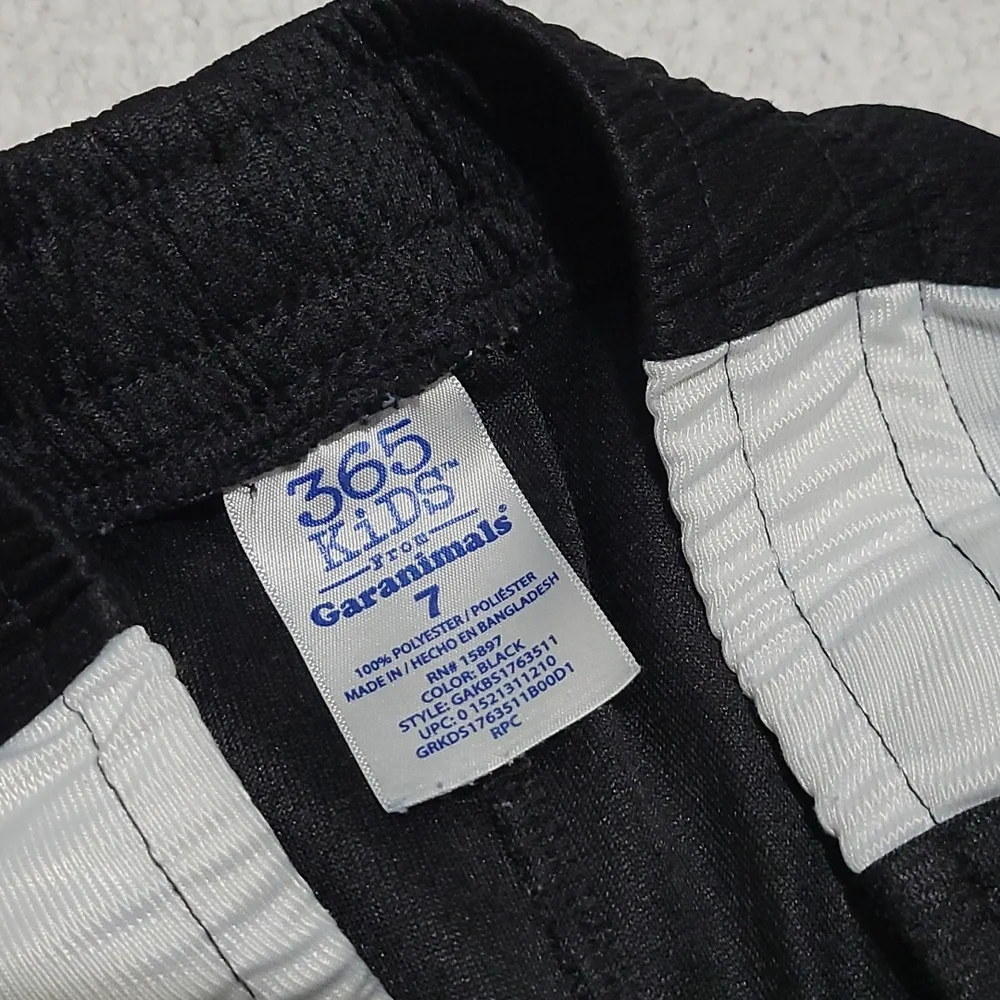 365
KiDS™
from
Garanimals®
7
100% POLYESTER / POLIÉSTER
MADE IN / HECHO EN BANGLADESH
RN# 15897
COLOR: BLACK
STYLE: GAKBS1763511
UPC: 0 1521311210
GRKDS1763511B00D1
RPC